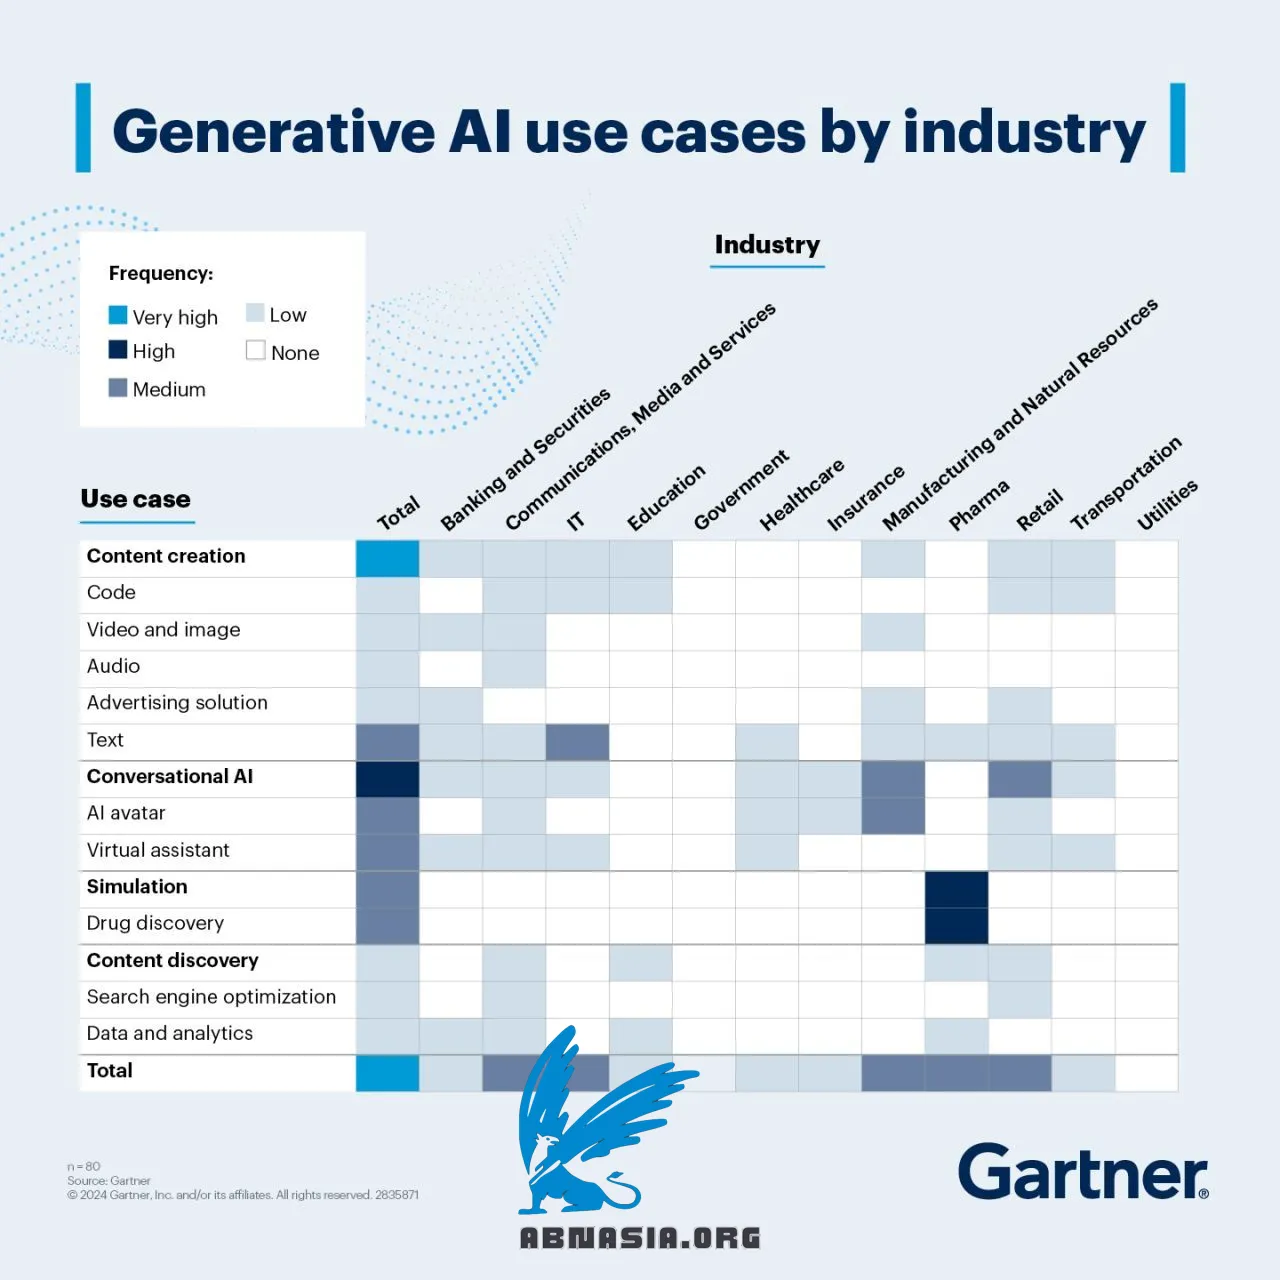 Generative AI use cases by industry
Industry
Frequency:
Very high
Low
High
None
Medium
Use case
Total
Banking and Securities
Communications, Media and Services
IT
Education
Government
Healthcare
Insurance
Manufacturing and Natural Resources
Pharma
Retail
Transportation
Utilities
Content creation
Code
Video and image
Audio
Advertising solution
Text
Conversational AI
AI avatar
Virtual assistant
Simulation
Drug discovery
Content discovery
Search engine optimization
Data and analytics
Total
n = 80
Source: Gartner
© 2024 Gartner, Inc. and/or its affiliates. All rights reserved. 2835871
Gartner®
ABNASIA.ORG